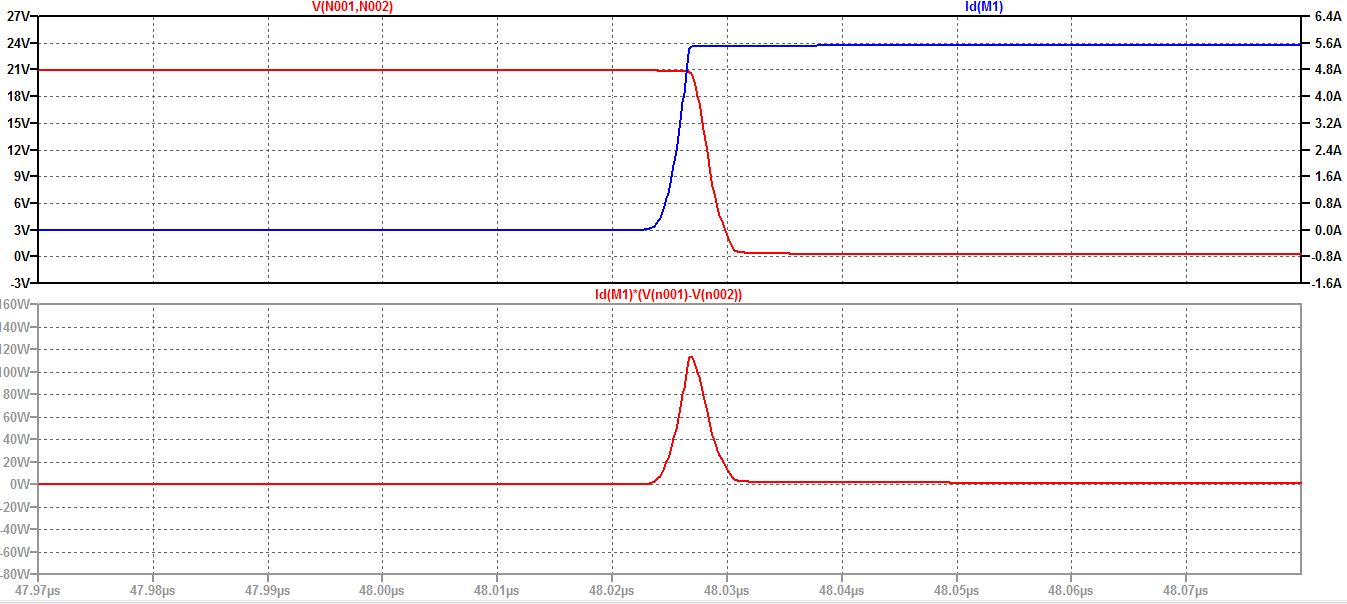 V(N001,N002) Id(M1)
27V 6.4A
24V 5.6A
21V 4.8A
18V 4.0A
15V 3.2A
12V 2.4A
9V 1.6A
6V 0.8A
3V 0.0A
0V -0.8A
-3V -1.6A
Id(M1)*(V(n001)-V(n002))
160W
140W
120W
100W
80W
60W
40W
20W
0W
-20W
-40W
-60W
-80W
47.97µs 47.98µs 47.99µs 48.00µs 48.01µs 48.02µs 48.03µs 48.04µs 48.05µs 48.06µs 48.07µs